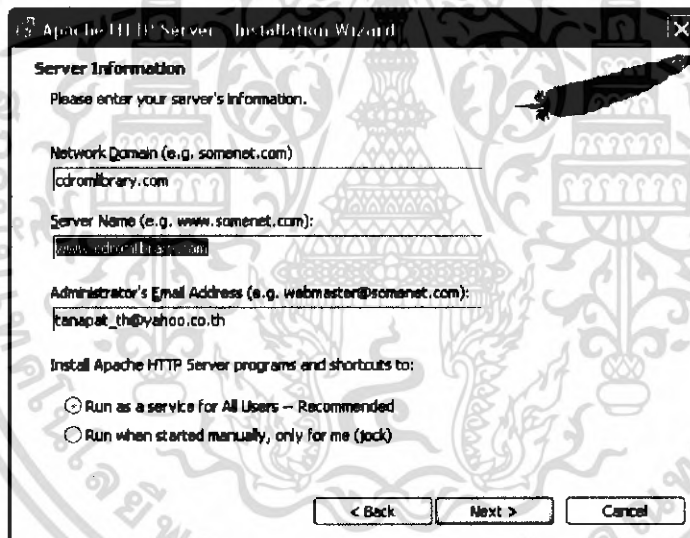 Apache HTTP Server - Installation Wizard
Server Information
Please enter your server's information.
Network Domain (e.g. somenet.com)
cdromlibrary.com
Server Name (e.g. www.somenet.com):
www.cdromlibrary.com
Administrator's Email Address (e.g. webmaster@somenet.com):
tanapat_th@yahoo.co.th
Install Apache HTTP Server programs and shortcuts to:
Run as a service for All Users -- Recommended
Run when started manually, only for me (jock)
< Back
Next >
Cancel